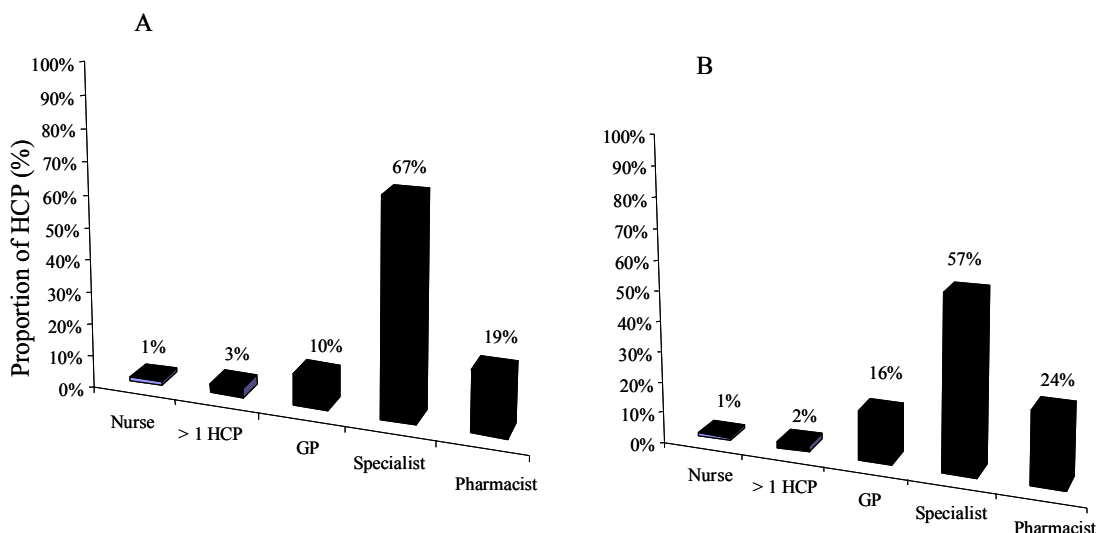 A
B
Proportion of HCP (%)
100%
90%
80%
70%
60%
50%
40%
30%
20%
10%
0%
1%
3%
10%
67%
19%
Nurse
> 1 HCP
GP
Specialist
Pharmacist
100%
90%
80%
70%
60%
50%
40%
30%
20%
10%
0%
1%
2%
16%
57%
24%
Nurse
> 1 HCP
GP
Specialist
Pharmacist